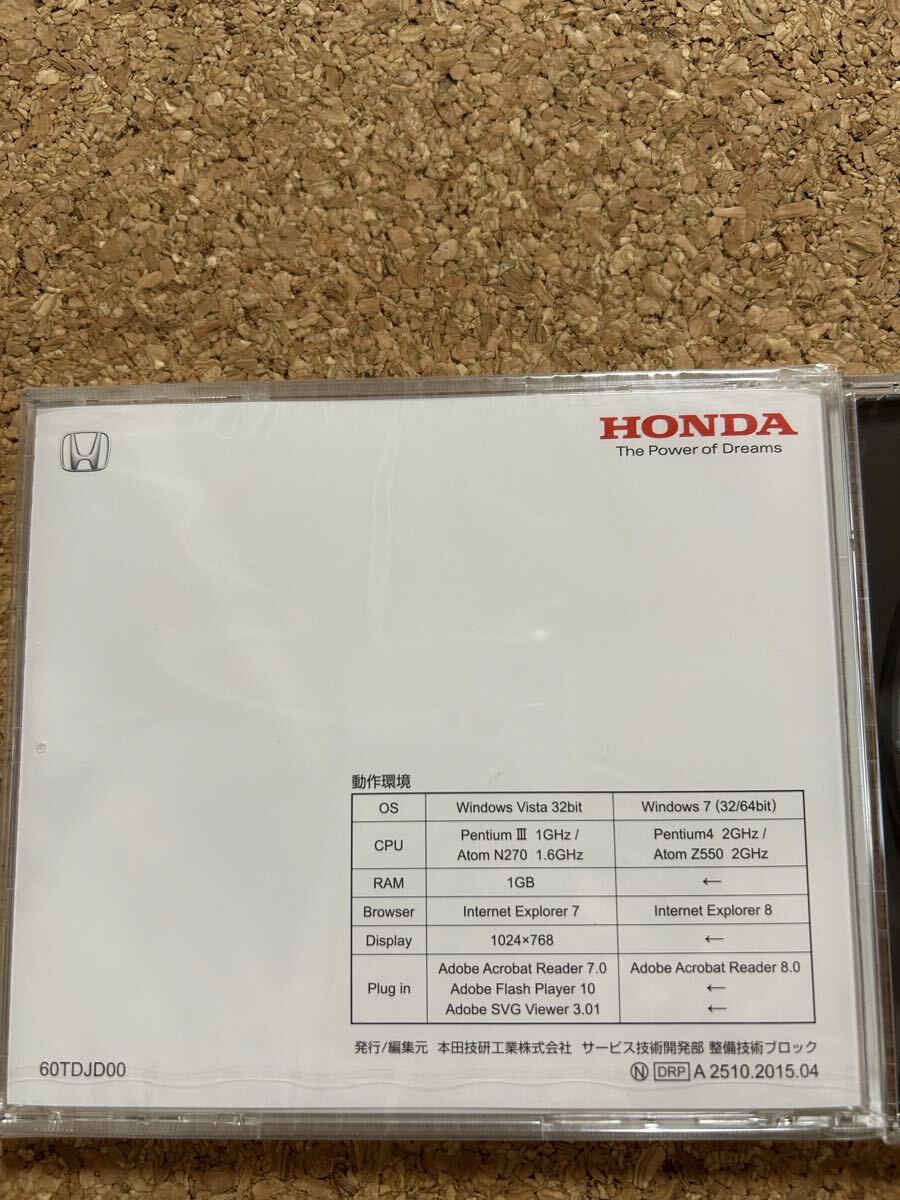 HONDA
The Power of Dreams
動作環境
OS Windows Vista 32bit Windows 7 (32/64bit)
CPU Pentium Ⅲ 1GHz / Atom N270 1.6GHz Pentium4 2GHz / Atom Z550 2GHz
RAM 1GB ←
Browser Internet Explorer 7 Internet Explorer 8
Display 1024×768 ←
Plug in Adobe Acrobat Reader 7.0 Adobe Acrobat Reader 8.0
Adobe Flash Player 10 ←
Adobe SVG Viewer 3.01 ←
発行/編集元 本田技研工業株式会社 サービス技術開発部 整備技術ブロック
60TDJD00 Ⓝ DRP A 2510.2015.04